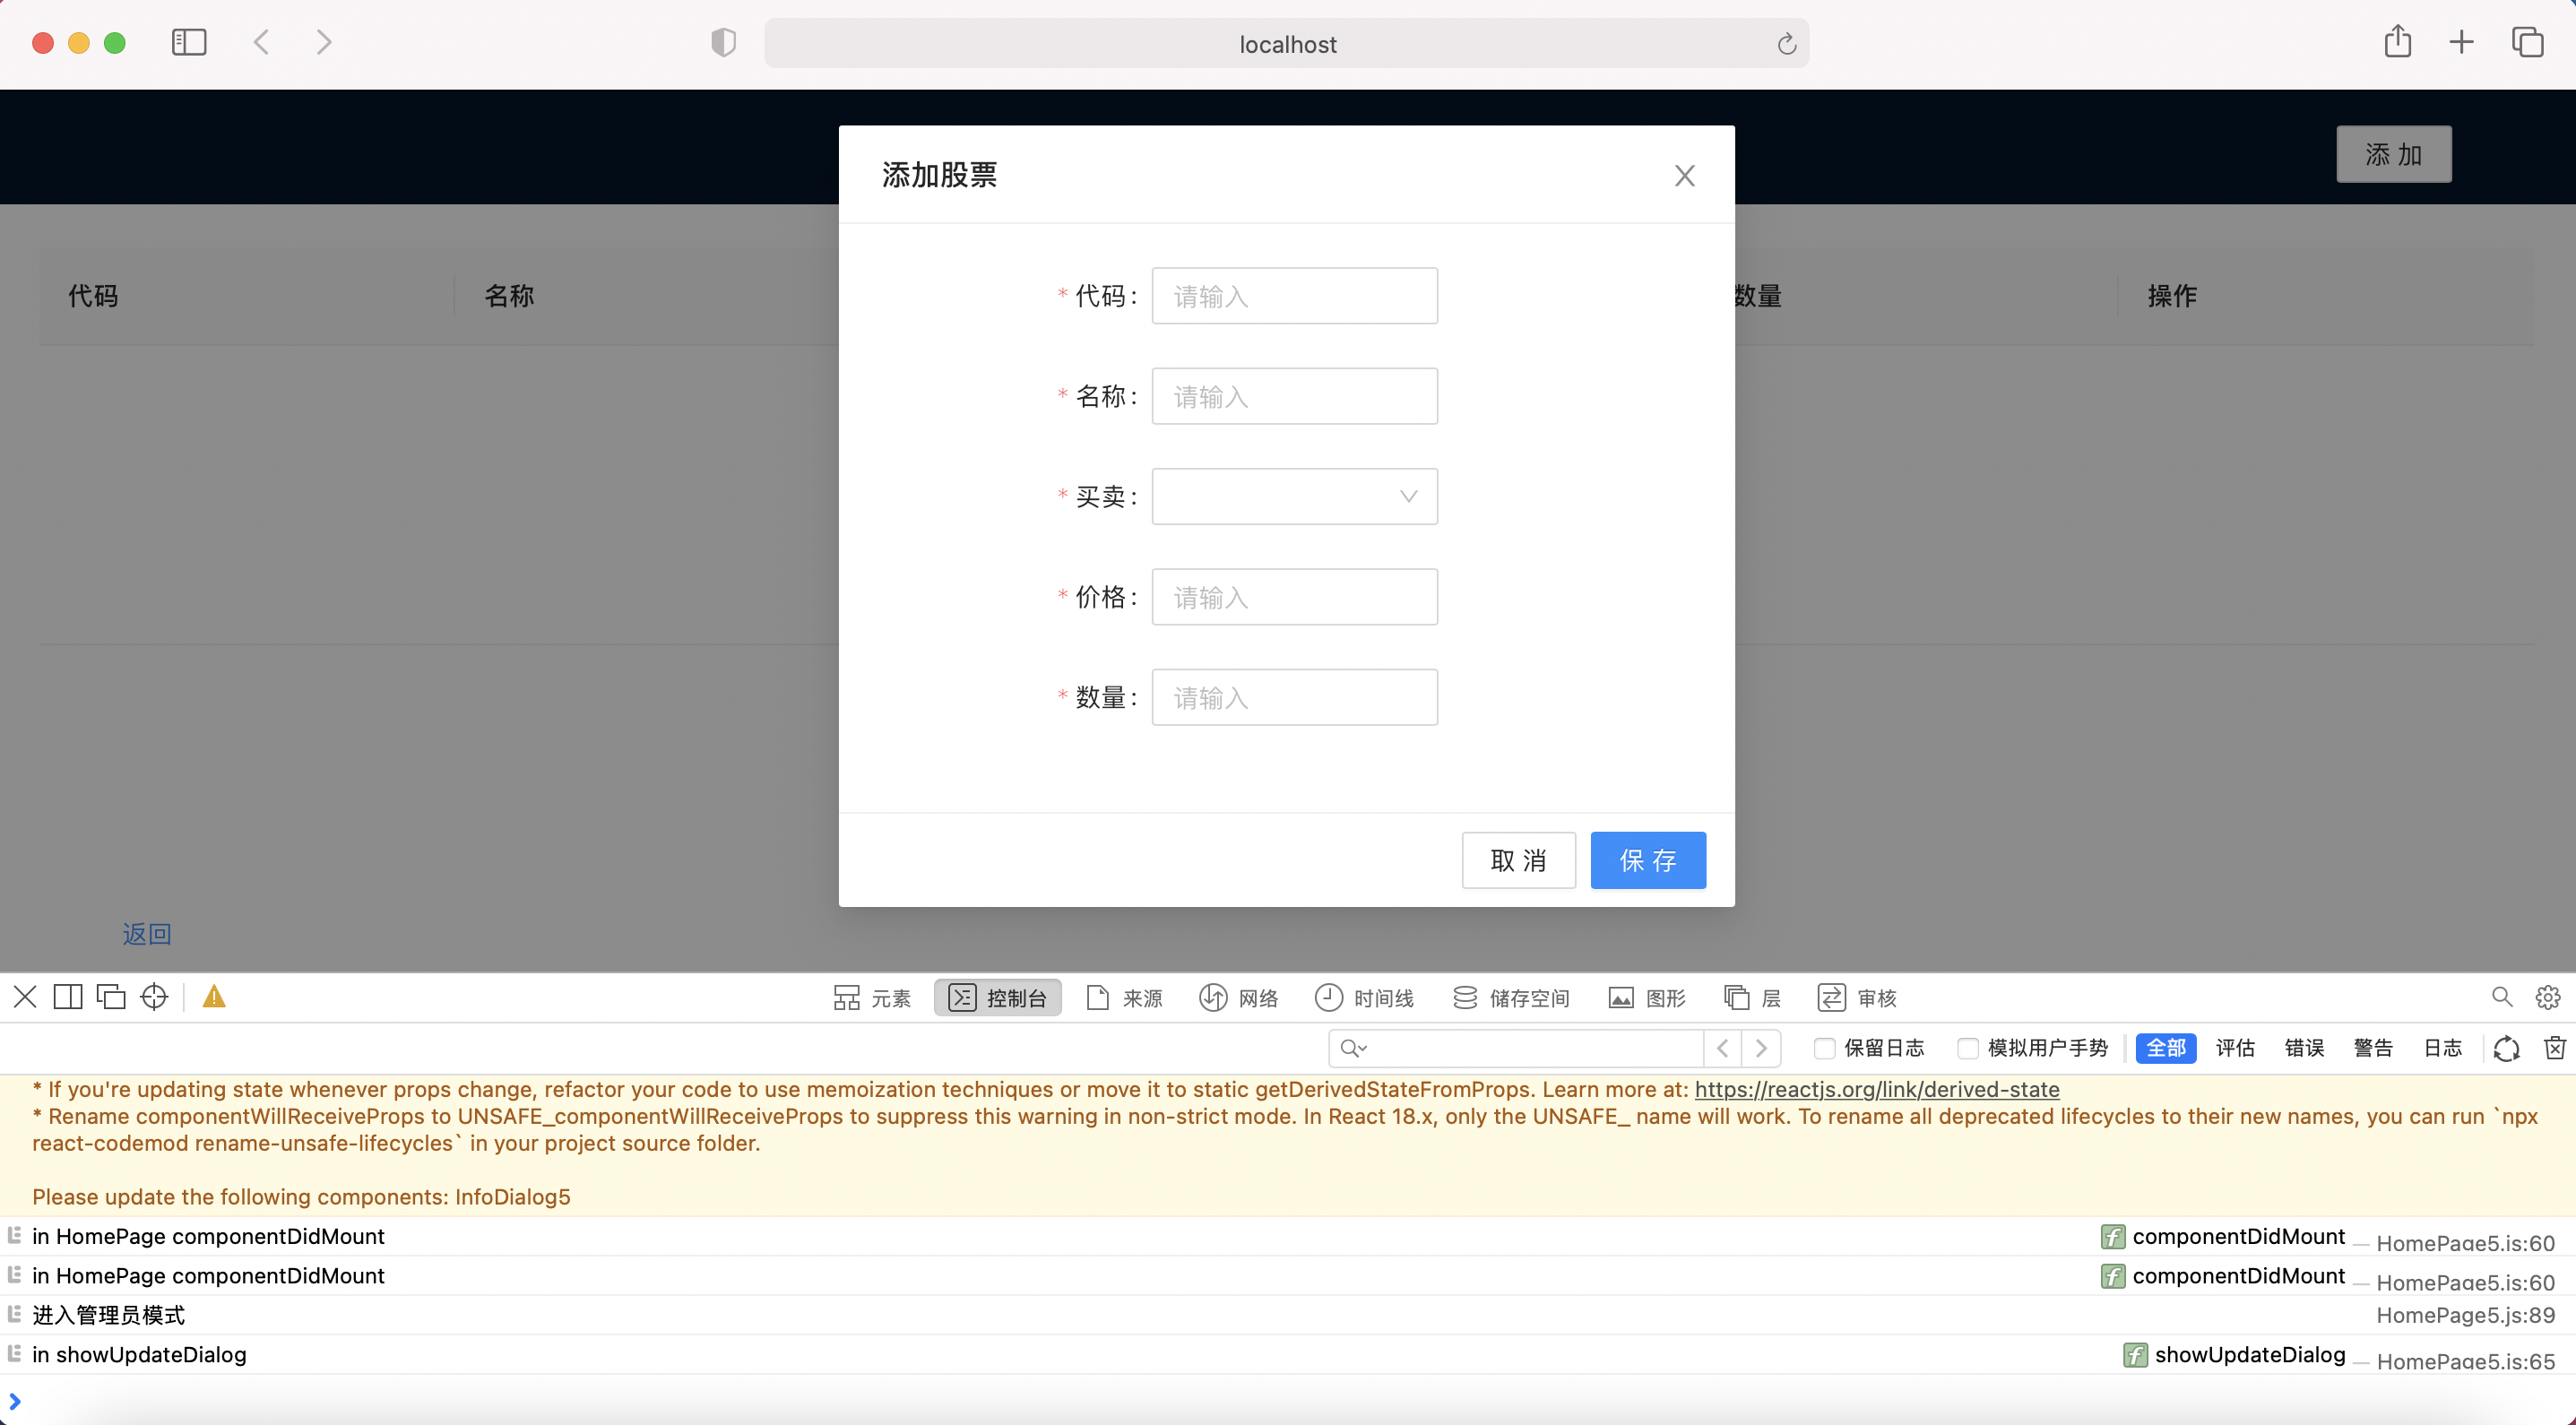 localhost
添 加
添加股票
代码
名称
数量
操作
* 代码：
请输入
* 名称：
请输入
* 买卖：
* 价格：
请输入
* 数量：
请输入
取 消
保 存
返回
元素
控制台
来源
网络
时间线
储存空间
图形
层
审核
保留日志
模拟用户手势
全部
评估
错误
警告
日志
* If you're updating state whenever props change, refactor your code to use memoization techniques or move it to static getDerivedStateFromProps. Learn more at: https://reactjs.org/link/derived-state
* Rename componentWillReceiveProps to UNSAFE_componentWillReceiveProps to suppress this warning in non-strict mode. In React 18.x, only the UNSAFE_ name will work. To rename all deprecated lifecycles to their new names, you can run `npx
react-codemod rename-unsafe-lifecycles` in your project source folder.
Please update the following components: InfoDialog5
in HomePage componentDidMount
f componentDidMount — HomePage5.js:60
in HomePage componentDidMount
f componentDidMount — HomePage5.js:60
进入管理员模式
HomePage5.js:89
in showUpdateDialog
f showUpdateDialog — HomePage5.js:65